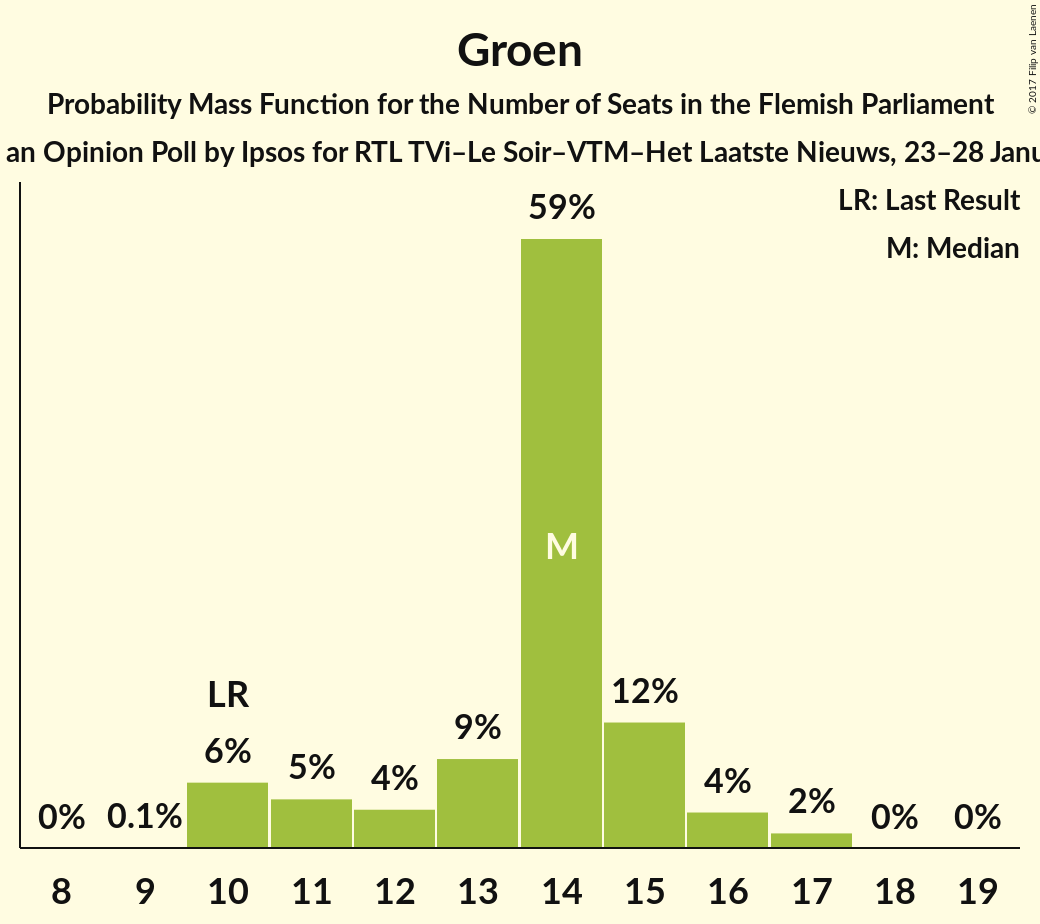 Groen
Probability Mass Function for the Number of Seats in the Flemish Parliament
an Opinion Poll by Ipsos for RTL TVi–Le Soir–VTM–Het Laatste Nieuws, 23–28 Janu
© 2017 Filip van Laenen
LR: Last Result
M: Median
59%
M
LR
12%
9%
6%
5%
4%
4%
2%
0%
0.1%
0%
0%
8 9 10 11 12 13 14 15 16 17 18 19